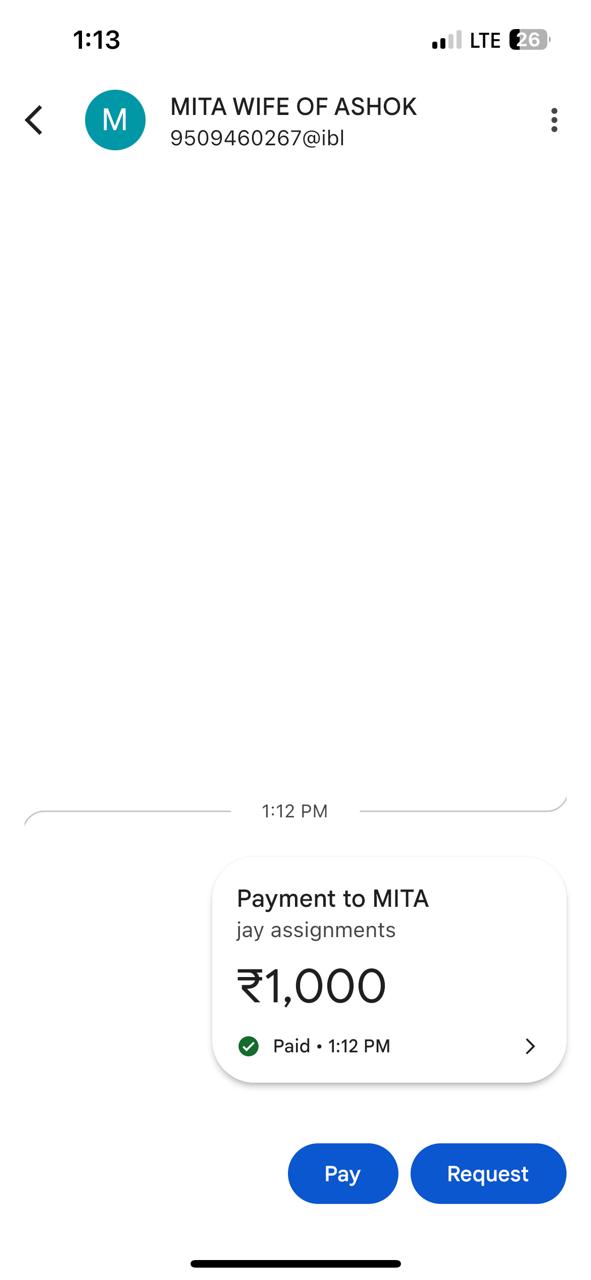 1:13 LTE 26
M
MITA WIFE OF ASHOK
9509460267@ibl
1:12 PM
Payment to MITA
jay assignments
₹1,000
Paid • 1:12 PM
Pay Request